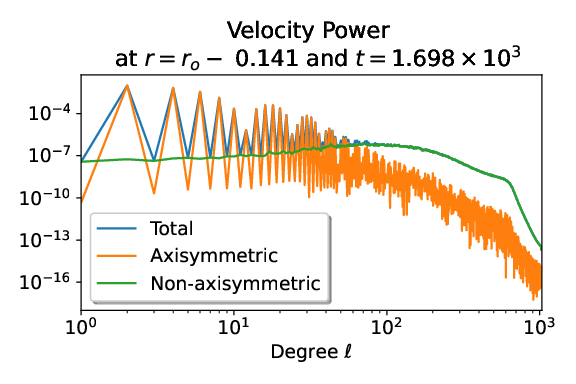 Velocity Power
at r = r_o − 0.141 and t = 1.698 × 10^3
10^−4
10^−7
10^−10
10^−13
10^−16
Total
Axisymmetric
Non-axisymmetric
10^0 10^1 10^2 10^3
Degree ℓ